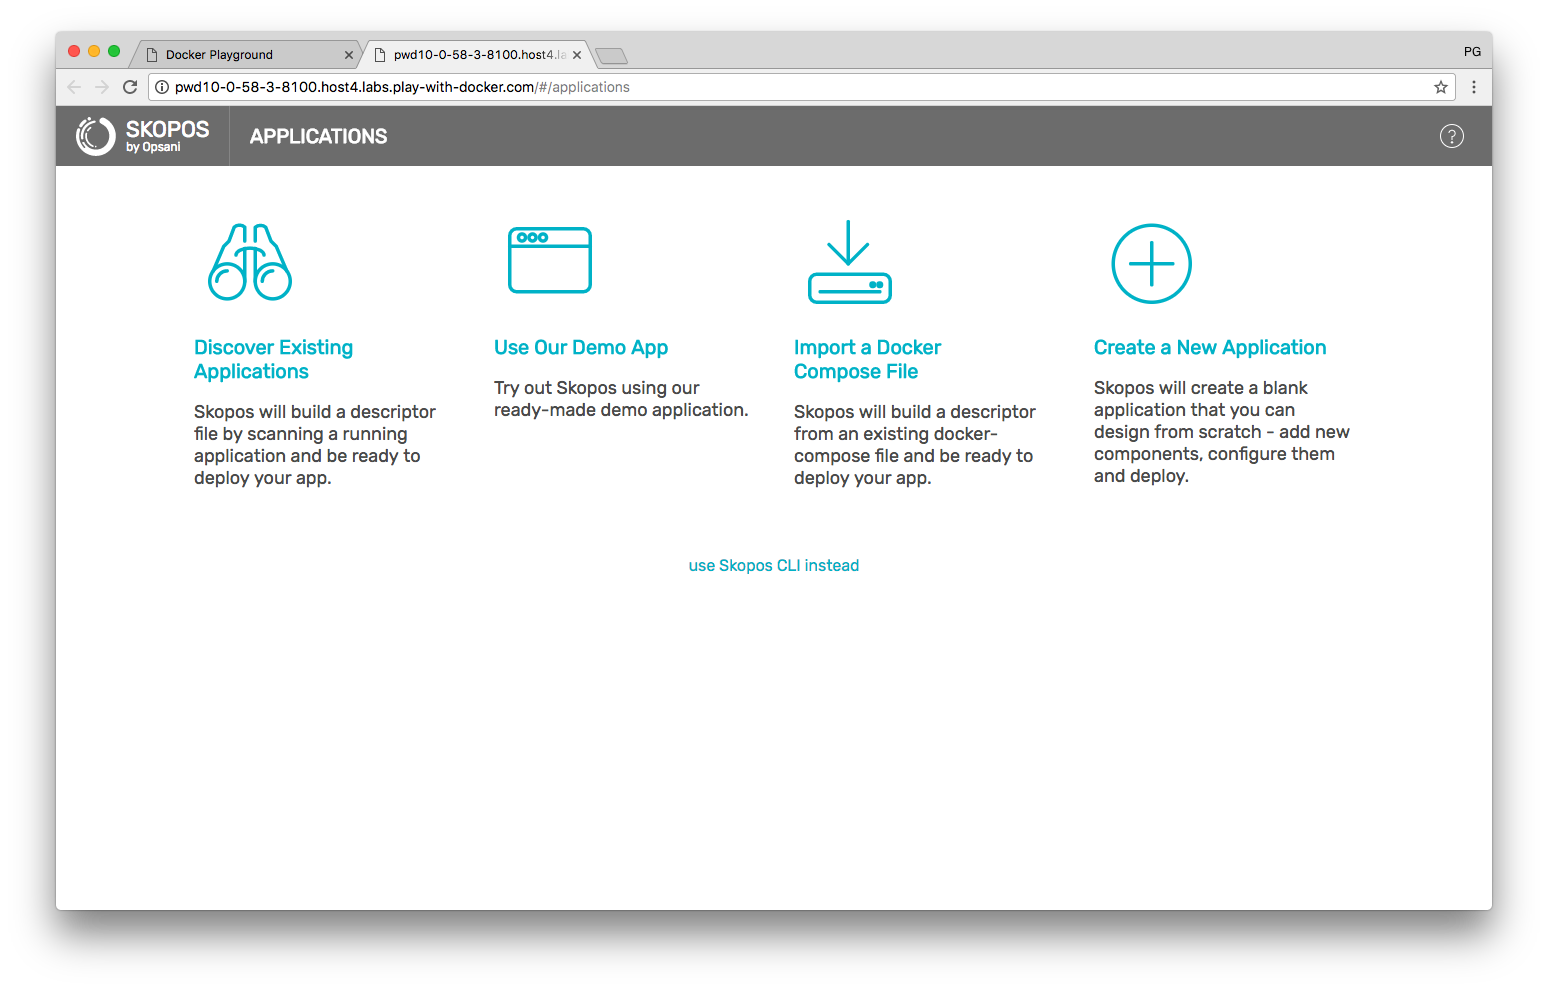 Docker Playground
pwd10-0-58-3-8100.host4.la
PG
pwd10-0-58-3-8100.host4.labs.play-with-docker.com/#/applications
SKOPOS
by Opsani
APPLICATIONS
?
Discover Existing
Applications
Skopos will build a descriptor
file by scanning a running
application and be ready to
deploy your app.
Use Our Demo App
Try out Skopos using our
ready-made demo application.
Import a Docker
Compose File
Skopos will build a descriptor
from an existing docker-
compose file and be ready to
deploy your app.
Create a New Application
Skopos will create a blank
application that you can
design from scratch - add new
components, configure them
and deploy.
use Skopos CLI instead